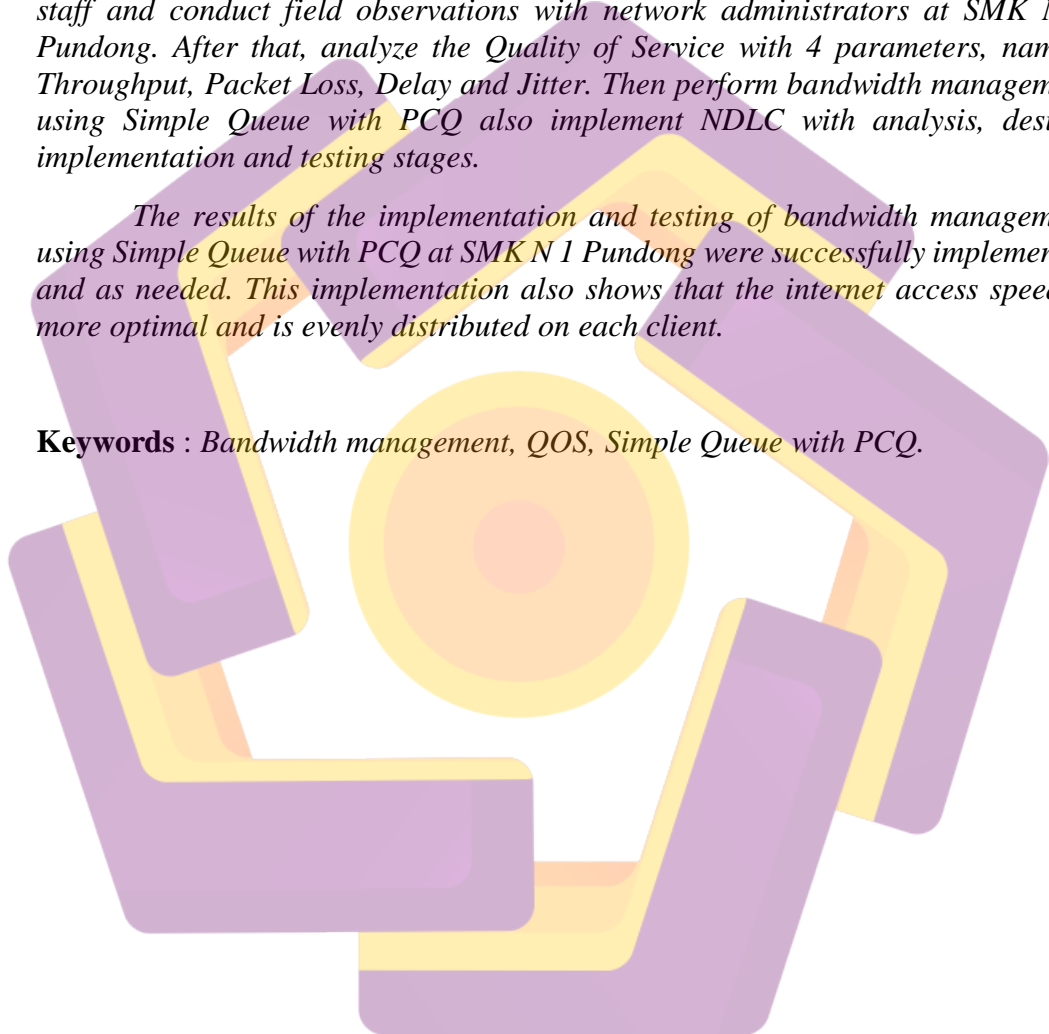 staff and conduct field observations with network administrators at SMK N
Pundong. After that, analyze the Quality of Service with 4 parameters, nam
Throughput, Packet Loss, Delay and Jitter. Then perform bandwidth managem
using Simple Queue with PCQ also implement NDLC with analysis, desi
implementation and testing stages.
The results of the implementation and testing of bandwidth managem
using Simple Queue with PCQ at SMK N 1 Pundong were successfully implemen
and as needed. This implementation also shows that the internet access speed
more optimal and is evenly distributed on each client.
Keywords : Bandwidth management, QOS, Simple Queue with PCQ.